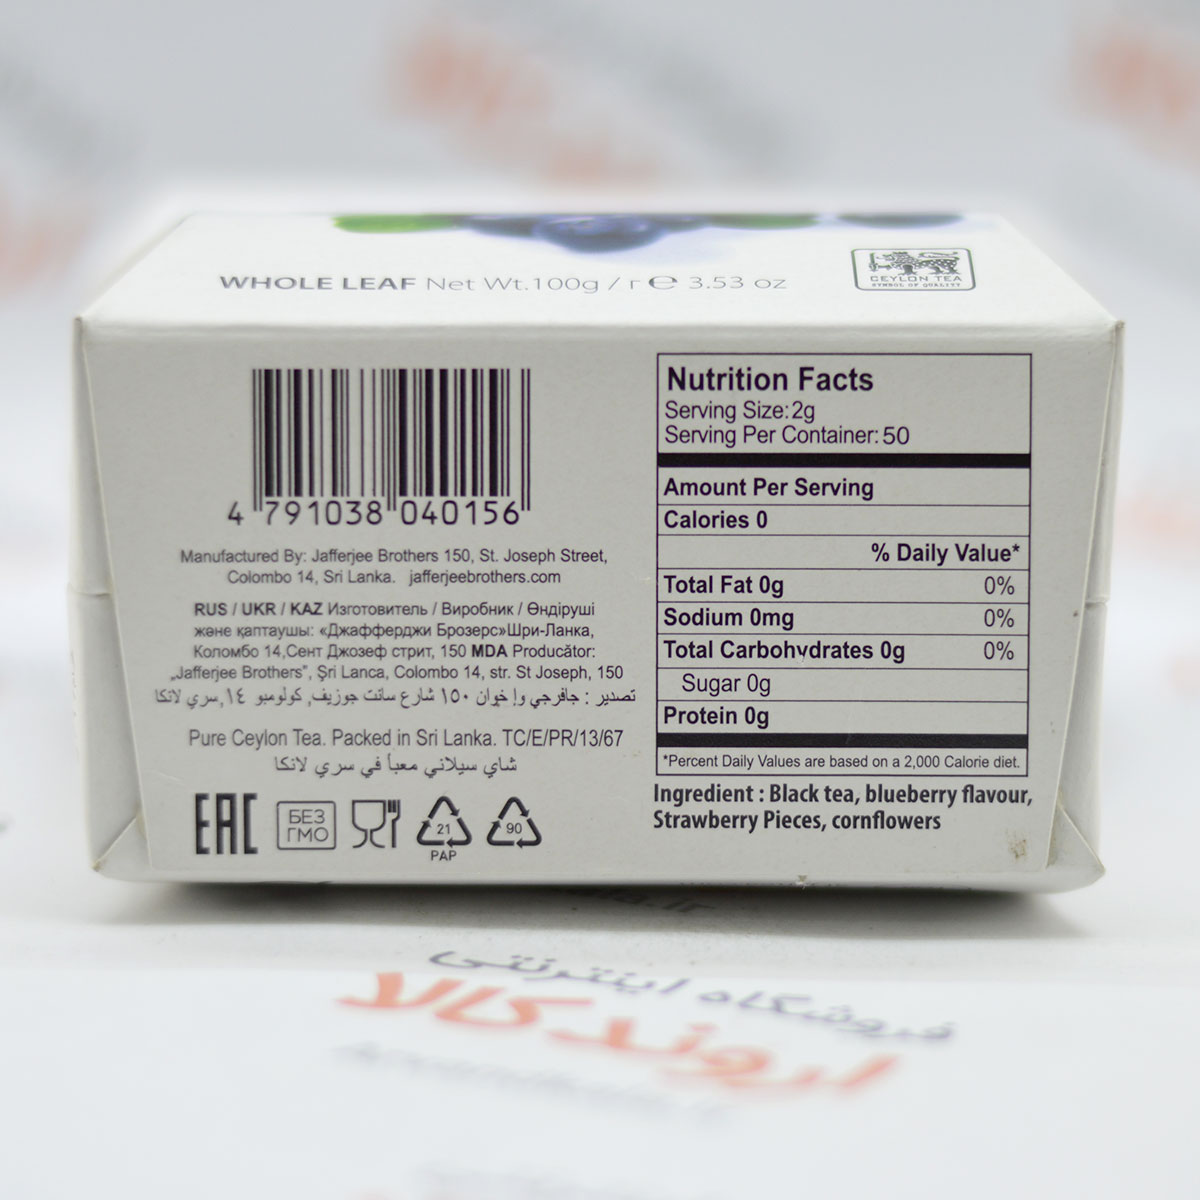 WHOLE LEAF Net Wt.100g / г ℮ 3.53 oz
CEYLON TEA
SYMBOL OF QUALITY
4 791038 040156
Manufactured By: Jafferjee Brothers 150, St. Joseph Street,
Colombo 14, Sri Lanka. jafferjeebrothers.com
RUS / UKR / KAZ Изготовитель / Виробник / Өндіруші
және қаптаушы: «Джафферджи Брозерс»Шри-Ланка,
Коломбо 14,Сент Джозеф стрит, 150 MDA Producător:
„Jafferjee Brothers”, Şri Lanca, Colombo 14, str. St Joseph, 150
تصدير : جافرجي وإخوان ١٥٠ شارع سانت جوزيف, كولومبو ١٤,سري لانكا
Pure Ceylon Tea. Packed in Sri Lanka. TC/E/PR/13/67
شاي سيلاني معبأ في سري لانكا
EAC
БЕЗ
ГМО
21
PAP
90
Nutrition Facts
Serving Size:2g
Serving Per Container:50
Amount Per Serving
Calories 0
% Daily Value*
Total Fat 0g 0%
Sodium 0mg 0%
Total Carbohydrates 0g 0%
Sugar 0g
Protein 0g
*Percent Daily Values are based on a 2,000 Calorie diet.
Ingredient : Black tea, blueberry flavour,
Strawberry Pieces, cornflowers
فروشگاه اینترنتی
اروند کالا